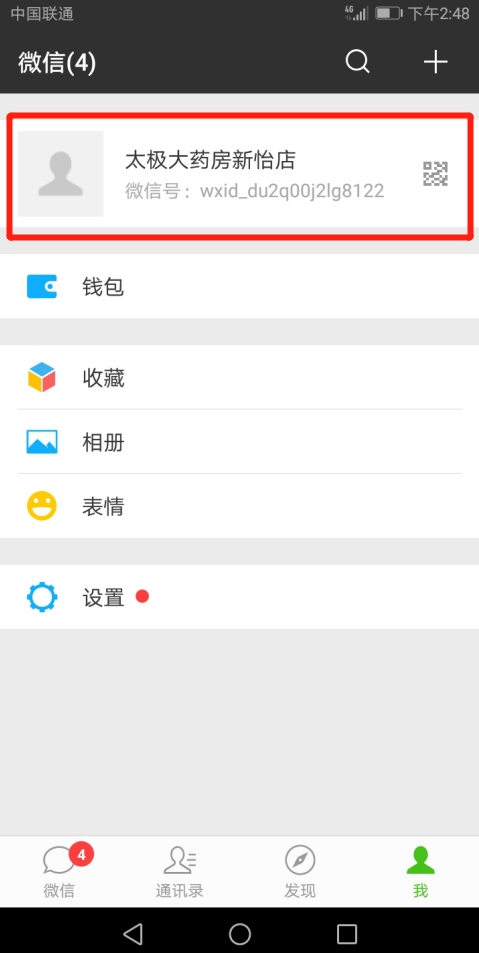 中国联通 4G 下午2:48
微信(4)
太极大药房新怡店
微信号：wxid_du2q00j2lg8122
钱包
收藏
相册
表情
设置
4
微信 通讯录 发现 我